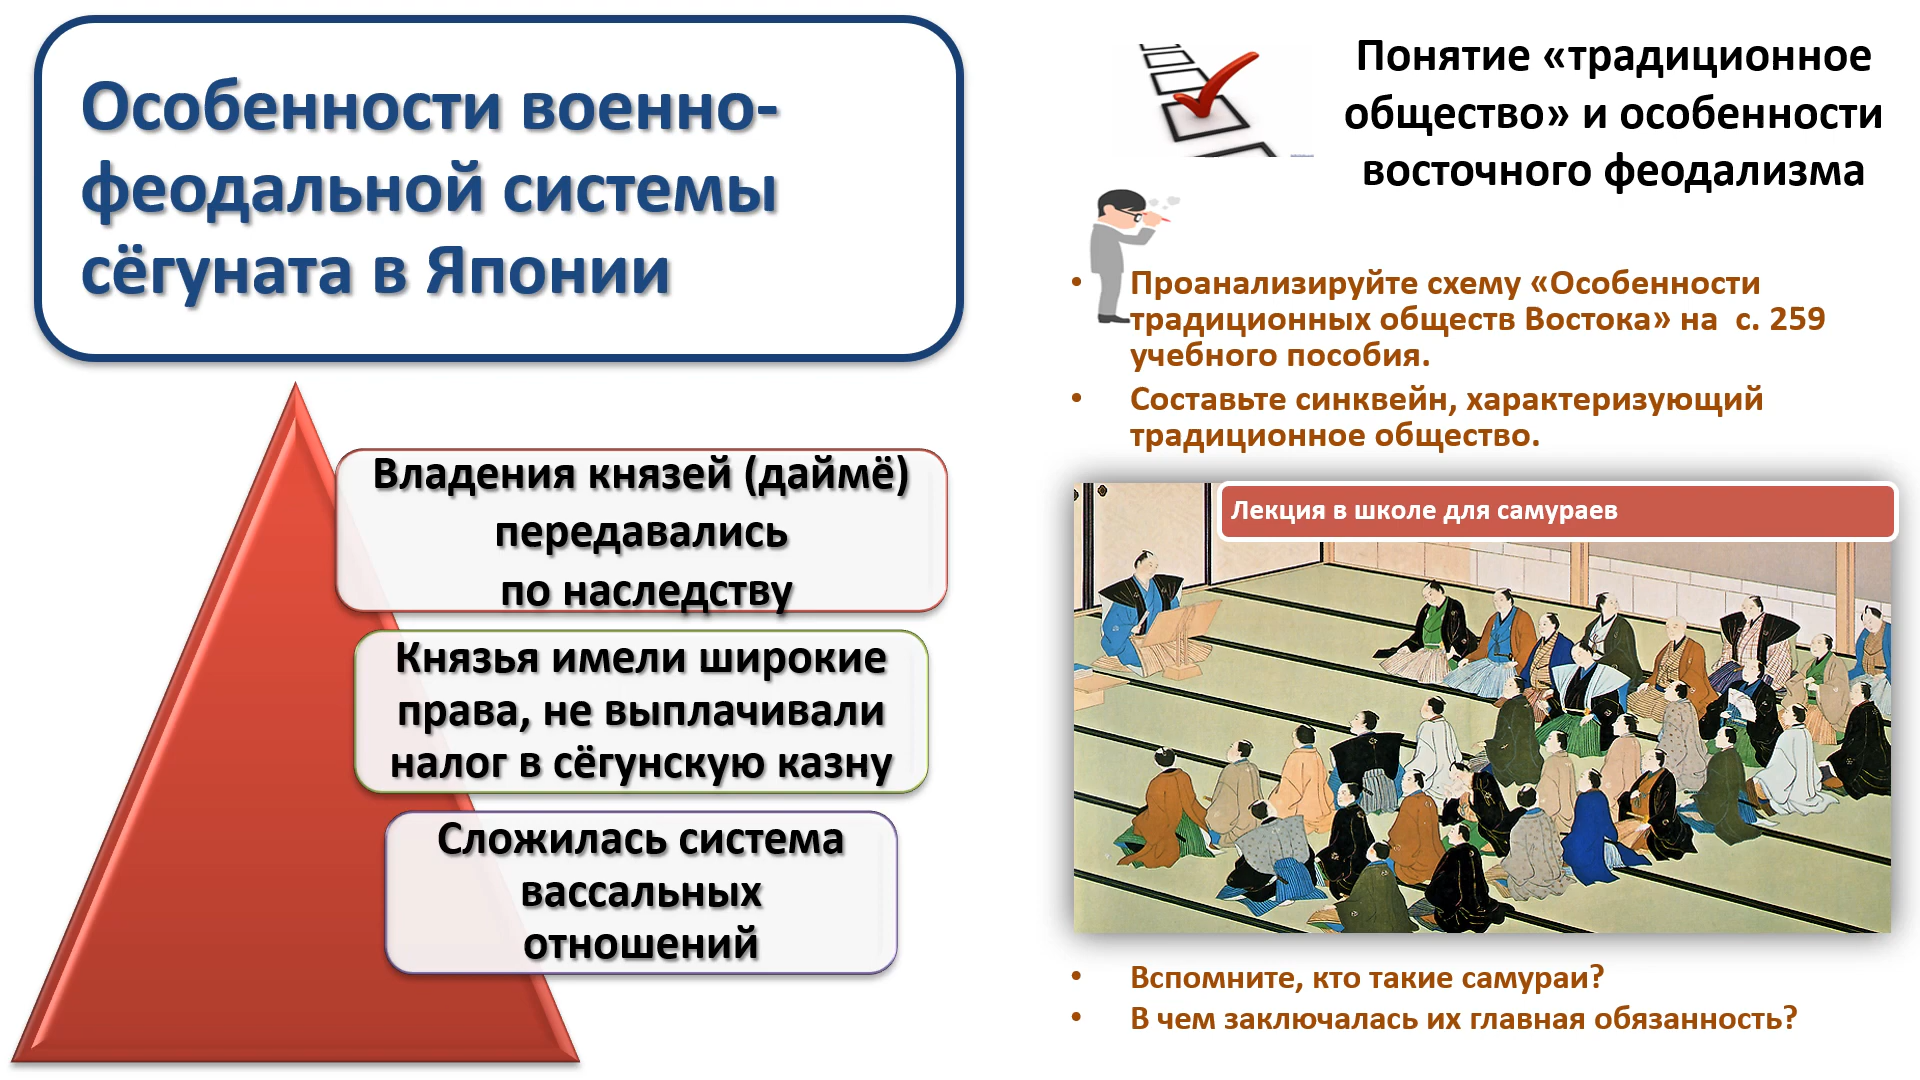 Особенности военно-
феодальной системы
сёгуната в Японии
Владения князей (даймё)
передавались
по наследству
Князья имели широкие
права, не выплачивали
налог в сёгунскую казну
Сложилась система
вассальных
отношений
Понятие «традиционное
общество» и особенности
восточного феодализма
• Проанализируйте схему «Особенности
традиционных обществ Востока» на с. 259
учебного пособия.
• Составьте синквейн, характеризующий
традиционное общество.
Лекция в школе для самураев
• Вспомните, кто такие самураи?
• В чем заключалась их главная обязанность?